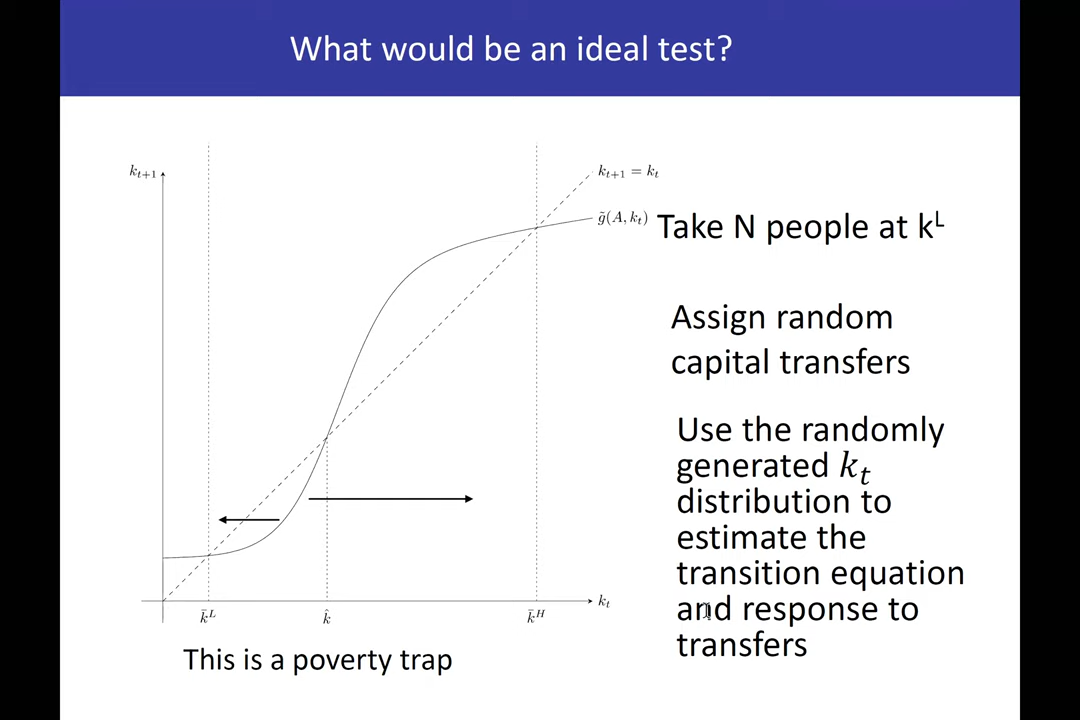 What would be an ideal test?
k_{t+1}
k_{t+1} = k_t
g̃(A, k_t)
Take N people at k^L
Assign random
capital transfers
Use the randomly
generated k_t
distribution to
estimate the
transition equation
and response to
transfers
k̄^L
k̂
k̄^H
k_t
This is a poverty trap